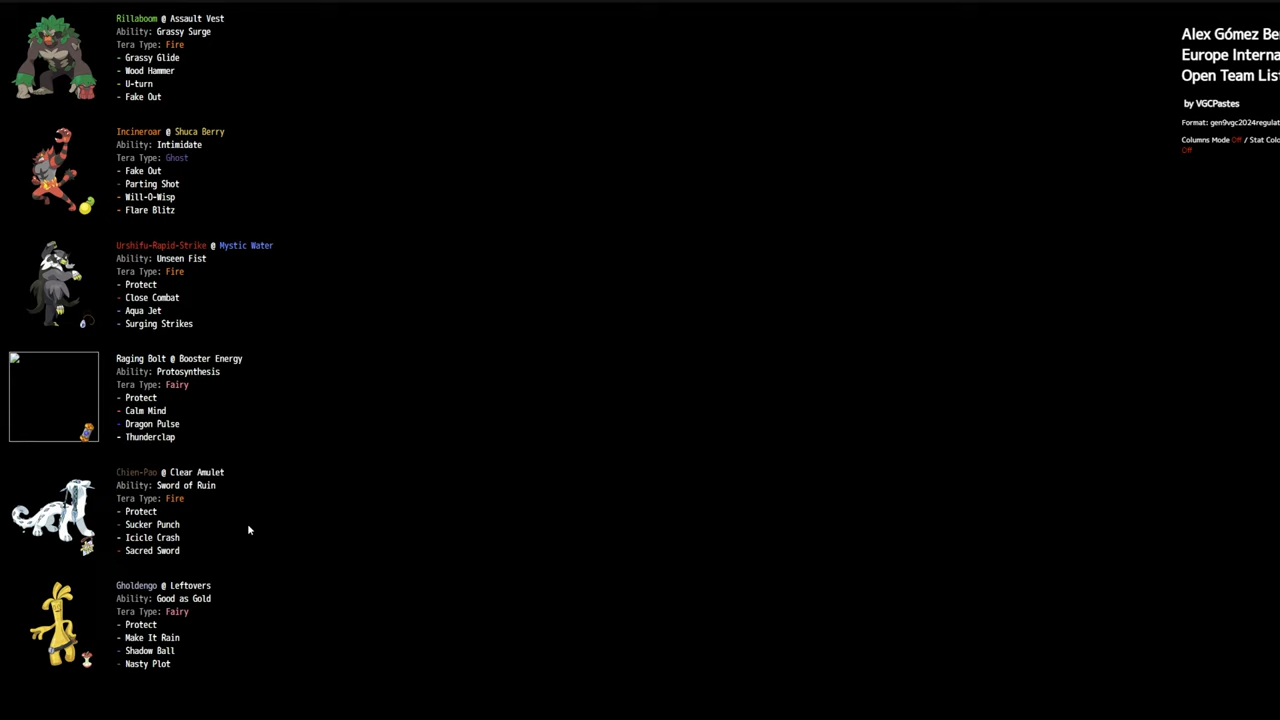 Rillaboom @ Assault Vest
Ability: Grassy Surge
Tera Type: Fire
- Grassy Glide
- Wood Hammer
- U-turn
- Fake Out
Incineroar @ Shuca Berry
Ability: Intimidate
Tera Type: Ghost
- Fake Out
- Parting Shot
- Will-O-Wisp
- Flare Blitz
Urshifu-Rapid-Strike @ Mystic Water
Ability: Unseen Fist
Tera Type: Fire
- Protect
- Close Combat
- Aqua Jet
- Surging Strikes
Raging Bolt @ Booster Energy
Ability: Protosynthesis
Tera Type: Fairy
- Protect
- Calm Mind
- Dragon Pulse
- Thunderclap
Chien-Pao @ Clear Amulet
Ability: Sword of Ruin
Tera Type: Fire
- Protect
- Sucker Punch
- Icicle Crash
- Sacred Sword
Gholdengo @ Leftovers
Ability: Good as Gold
Tera Type: Fairy
- Protect
- Make It Rain
- Shadow Ball
- Nasty Plot
Alex Gómez Be
Europe Interna
Open Team Lis
by VGCPastes
Format: gen9vgc2024regulat
Columns Mode Off / Stat Colo
Off